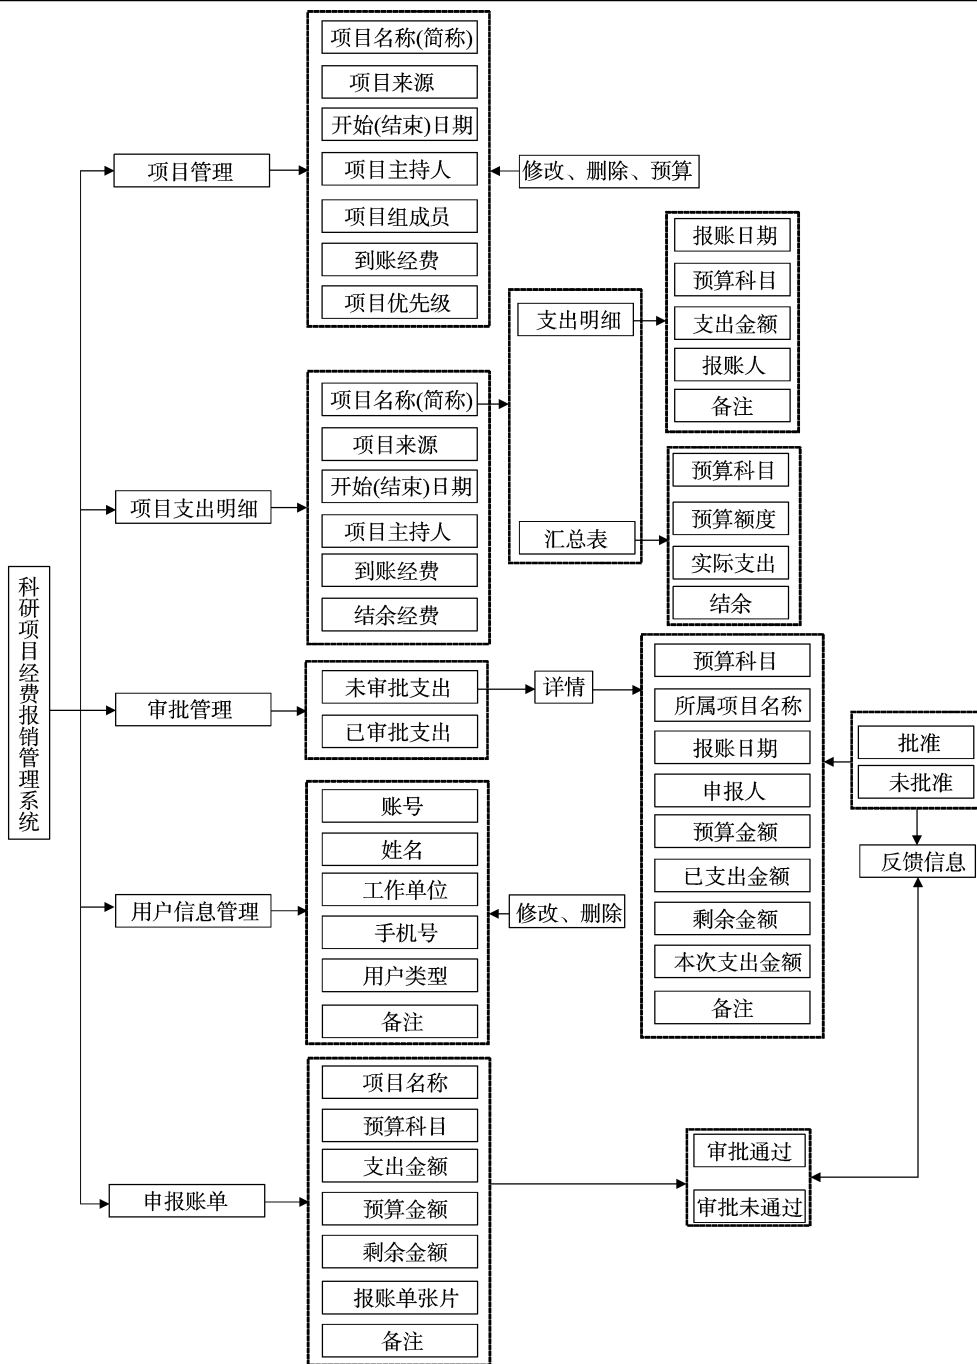 科研项目经费报销管理系统
项目管理
项目名称(简称)
项目来源
开始(结束)日期
项目主持人
项目组成员
到账经费
项目优先级
修改、删除、预算
项目支出明细
项目名称(简称)
项目来源
开始(结束)日期
项目主持人
到账经费
结余经费
支出明细
汇总表
报账日期
预算科目
支出金额
报账人
备注
预算科目
预算额度
实际支出
结余
审批管理
未审批支出
已审批支出
详情
预算科目
所属项目名称
报账日期
申报人
预算金额
已支出金额
剩余金额
本次支出金额
备注
批准
未批准
反馈信息
用户信息管理
账号
姓名
工作单位
手机号
用户类型
备注
修改、删除
申报账单
项目名称
预算科目
支出金额
预算金额
剩余金额
报账单张片
备注
审批通过
审批未通过